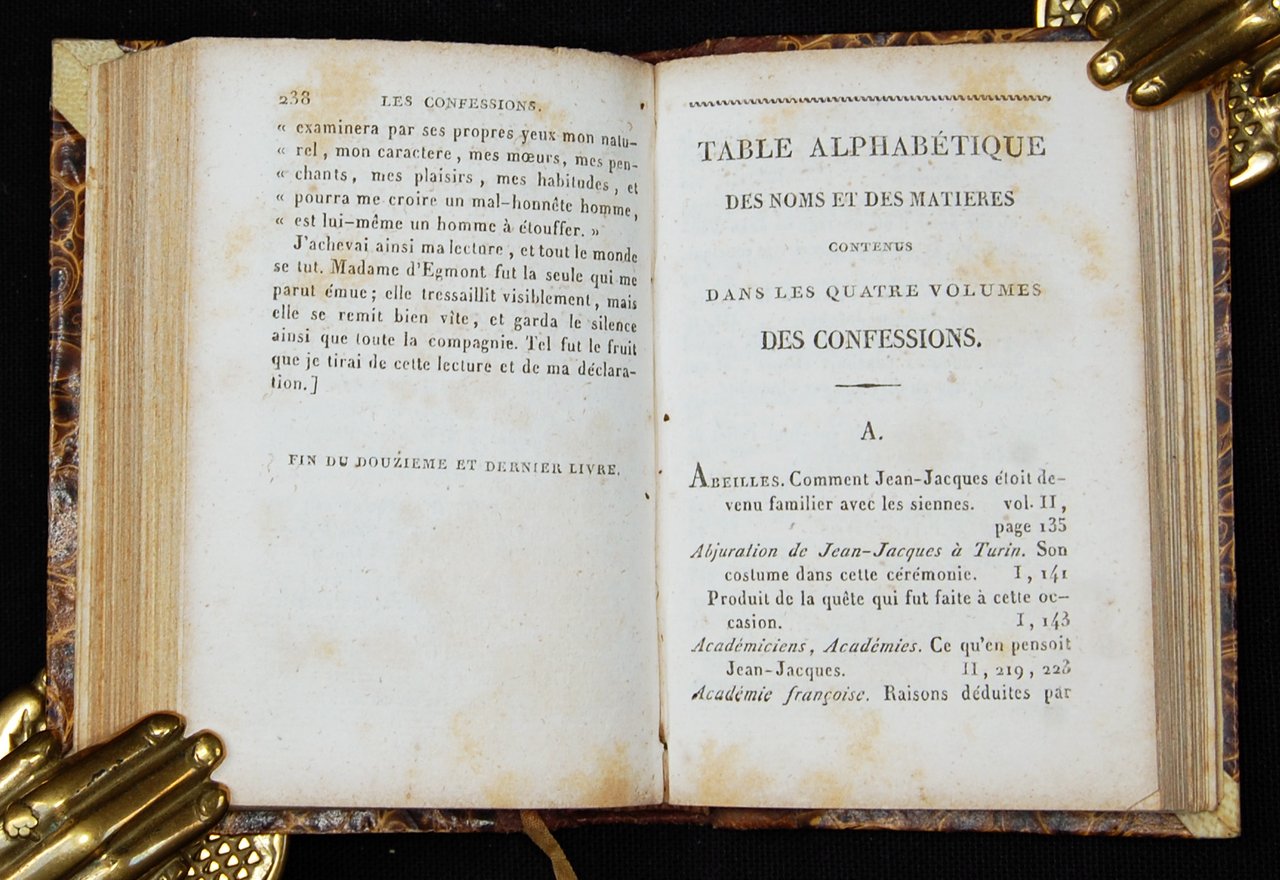 238 LES CONFESSIONS.
« examinera par ses propres yeux mon natu-
« rel, mon caractere, mes mœurs, mes pen-
« chants, mes plaisirs, mes habitudes, et
« pourra me croire un mal-honnête homme,
« est lui-même un homme à étouffer. »
J'achevai ainsi ma lecture, et tout le monde
se tut. Madame d'Egmont fut la seule qui me
parut émue; elle tressaillit visiblement, mais
elle se remit bien vîte, et garda le silence
ainsi que toute la compagnie. Tel fut le fruit
que je tirai de cette lecture et de ma déclara-
tion.]
FIN DU DOUZIEME ET DERNIER LIVRE.
TABLE ALPHABÉTIQUE
DES NOMS ET DES MATIERES
CONTENUS
DANS LES QUATRE VOLUMES
DES CONFESSIONS.
A.
ABEILLES. Comment Jean-Jacques étoit de-
venu familier avec les siennes. vol. II,
page 135
Abjuration de Jean-Jacques à Turin. Son
costume dans cette cérémonie. I, 141
Produit de la quête qui fut faite à cette oc-
casion. I, 143
Académiciens, Académies. Ce qu'en pensoit
Jean-Jacques. II, 219, 223
Académie françoise. Raisons déduites par